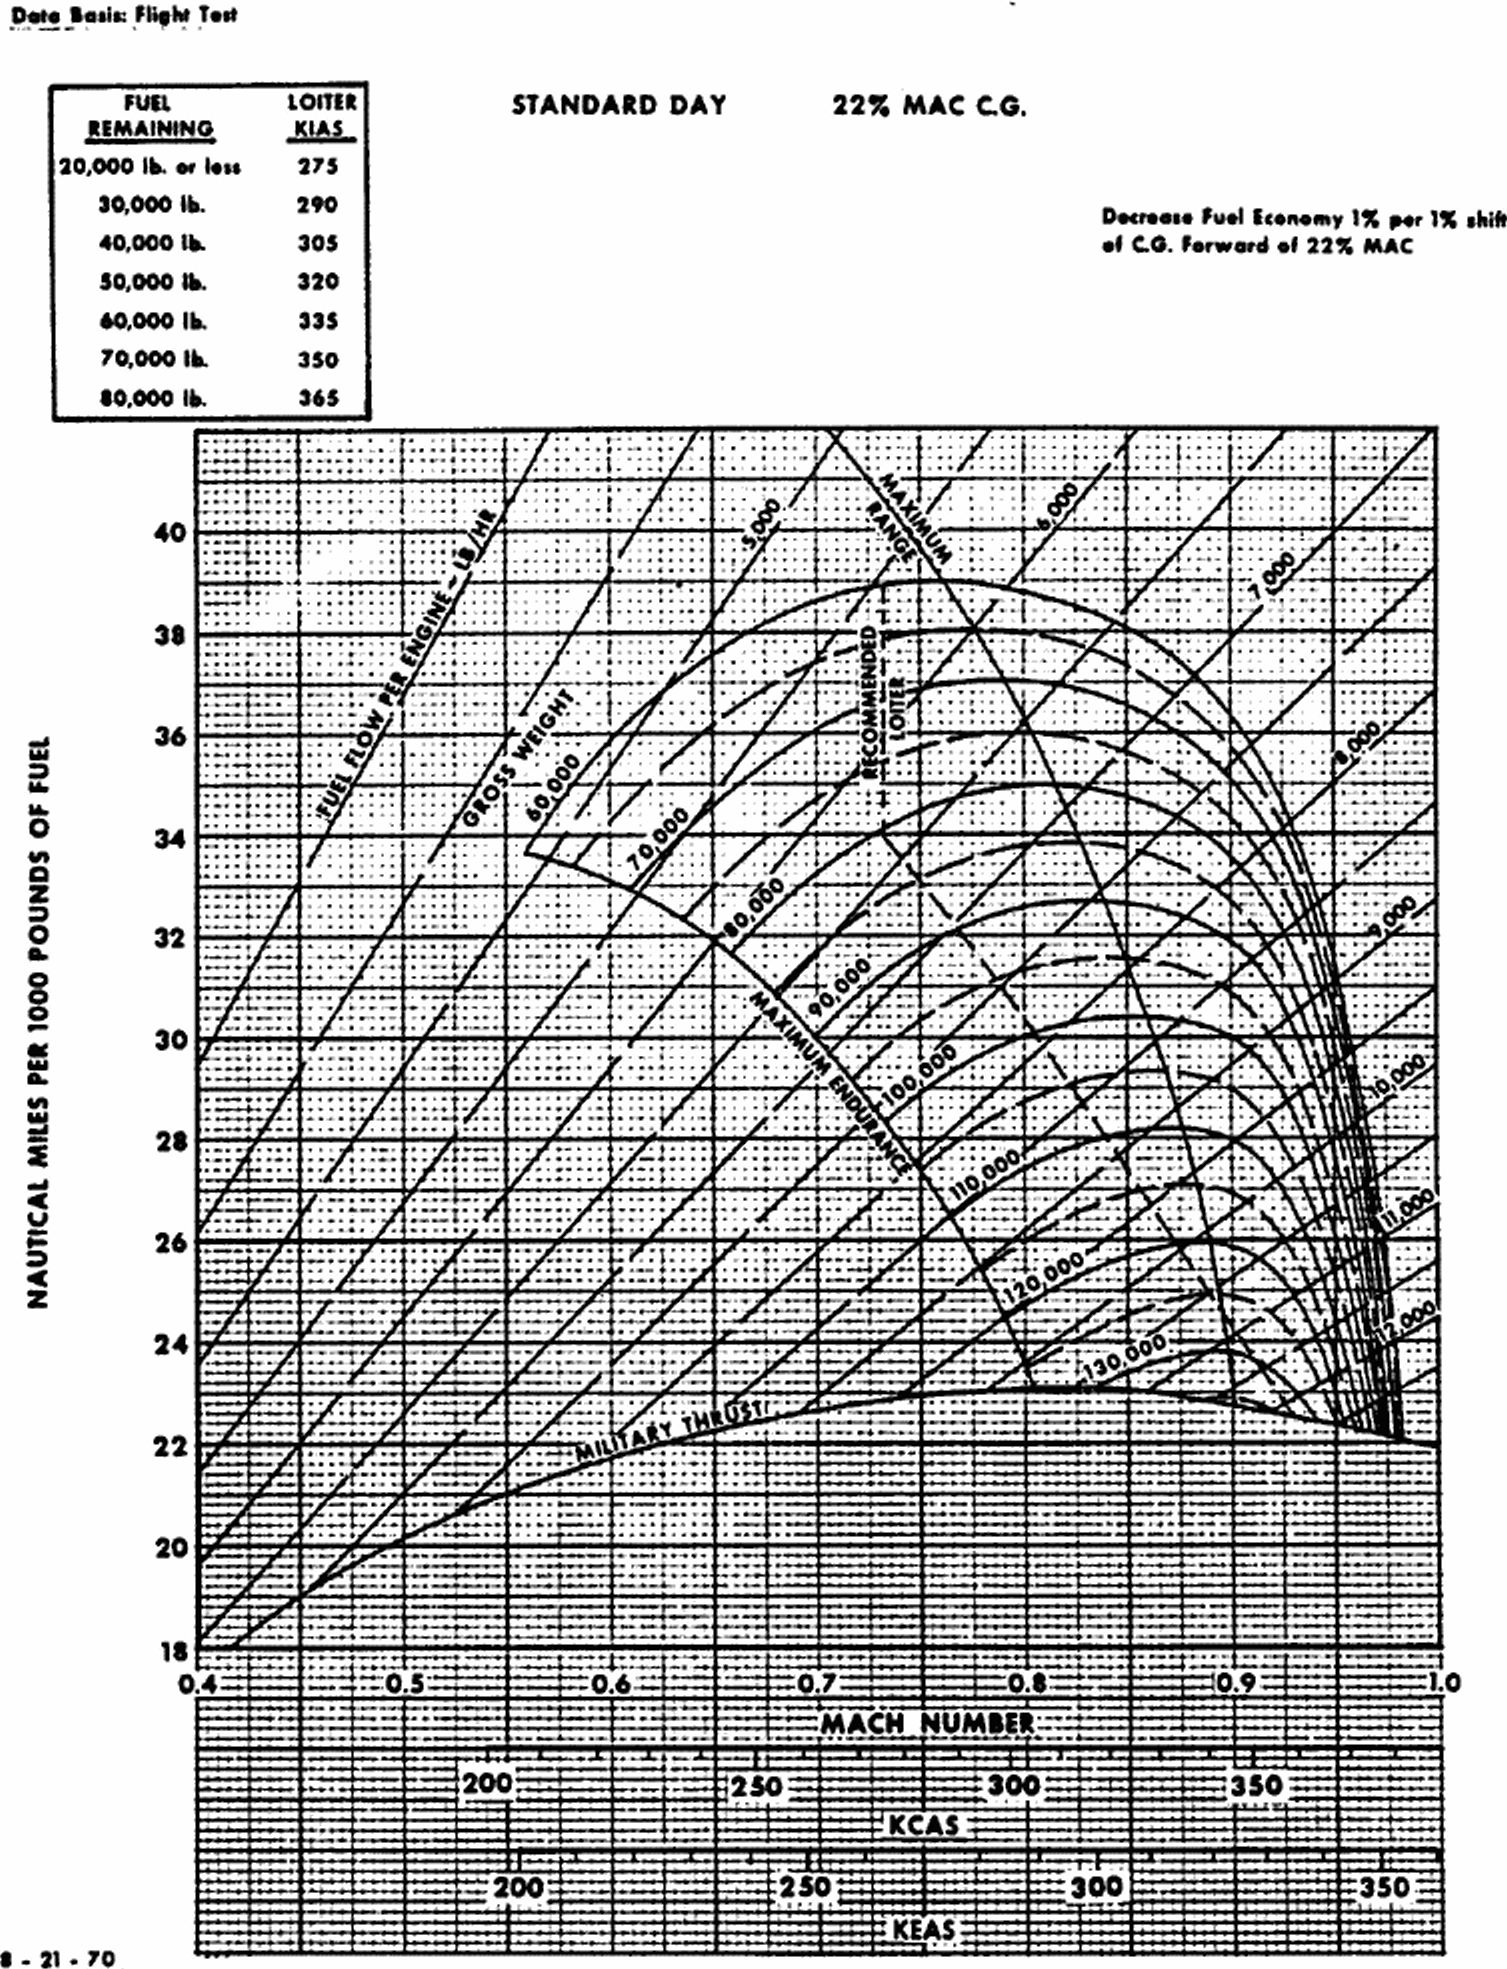 Data Basis: Flight Test
FUEL REMAINING LOITER KIAS
20,000 lb. or less 275
30,000 lb. 290
40,000 lb. 305
50,000 lb. 320
60,000 lb. 335
70,000 lb. 350
80,000 lb. 365
STANDARD DAY 22% MAC C.G.
Decrease Fuel Economy 1% per 1% shift
of C.G. Forward of 22% MAC
NAUTICAL MILES PER 1000 POUNDS OF FUEL
40
38
36
34
32
30
28
26
24
22
20
18
FUEL FLOW PER ENGINE ~ LB/HR
5,000
6,000
7,000
8,000
9,000
10,000
11,000
12,000
GROSS WEIGHT
60,000
70,000
80,000
90,000
100,000
110,000
120,000
130,000
MAXIMUM
RANGE
RECOMMENDED
LOITER
MAXIMUM ENDURANCE
MILITARY THRUST
0.4 0.5 0.6 0.7 0.8 0.9 1.0
MACH NUMBER
200 250 300 350
KCAS
200 250 300 350
KEAS
8 - 21 - 70